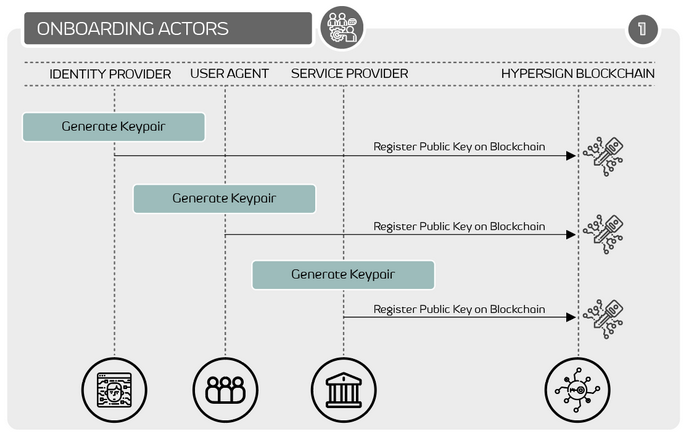 ONBOARDING ACTORS
1
IDENTITY PROVIDER
USER AGENT
SERVICE PROVIDER
HYPERSIGN BLOCKCHAIN
Generate Keypair
Register Public Key on Blockchain
Generate Keypair
Register Public Key on Blockchain
Generate Keypair
Register Public Key on Blockchain